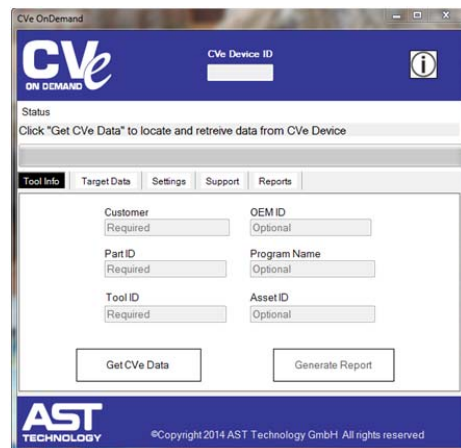 CVe OnDemand
CVe
ON DEMAND
CVe Device ID
i
Status
Click "Get CVe Data" to locate and retreive data from CVe Device
Tool Info Target Data Settings Support Reports
Customer OEM ID
Required Optional
Part ID Program Name
Required Optional
Tool ID Asset ID
Required Optional
Get CVe Data Generate Report
AST
TECHNOLOGY
©Copyright 2014 AST Technology GmbH All rights reserved